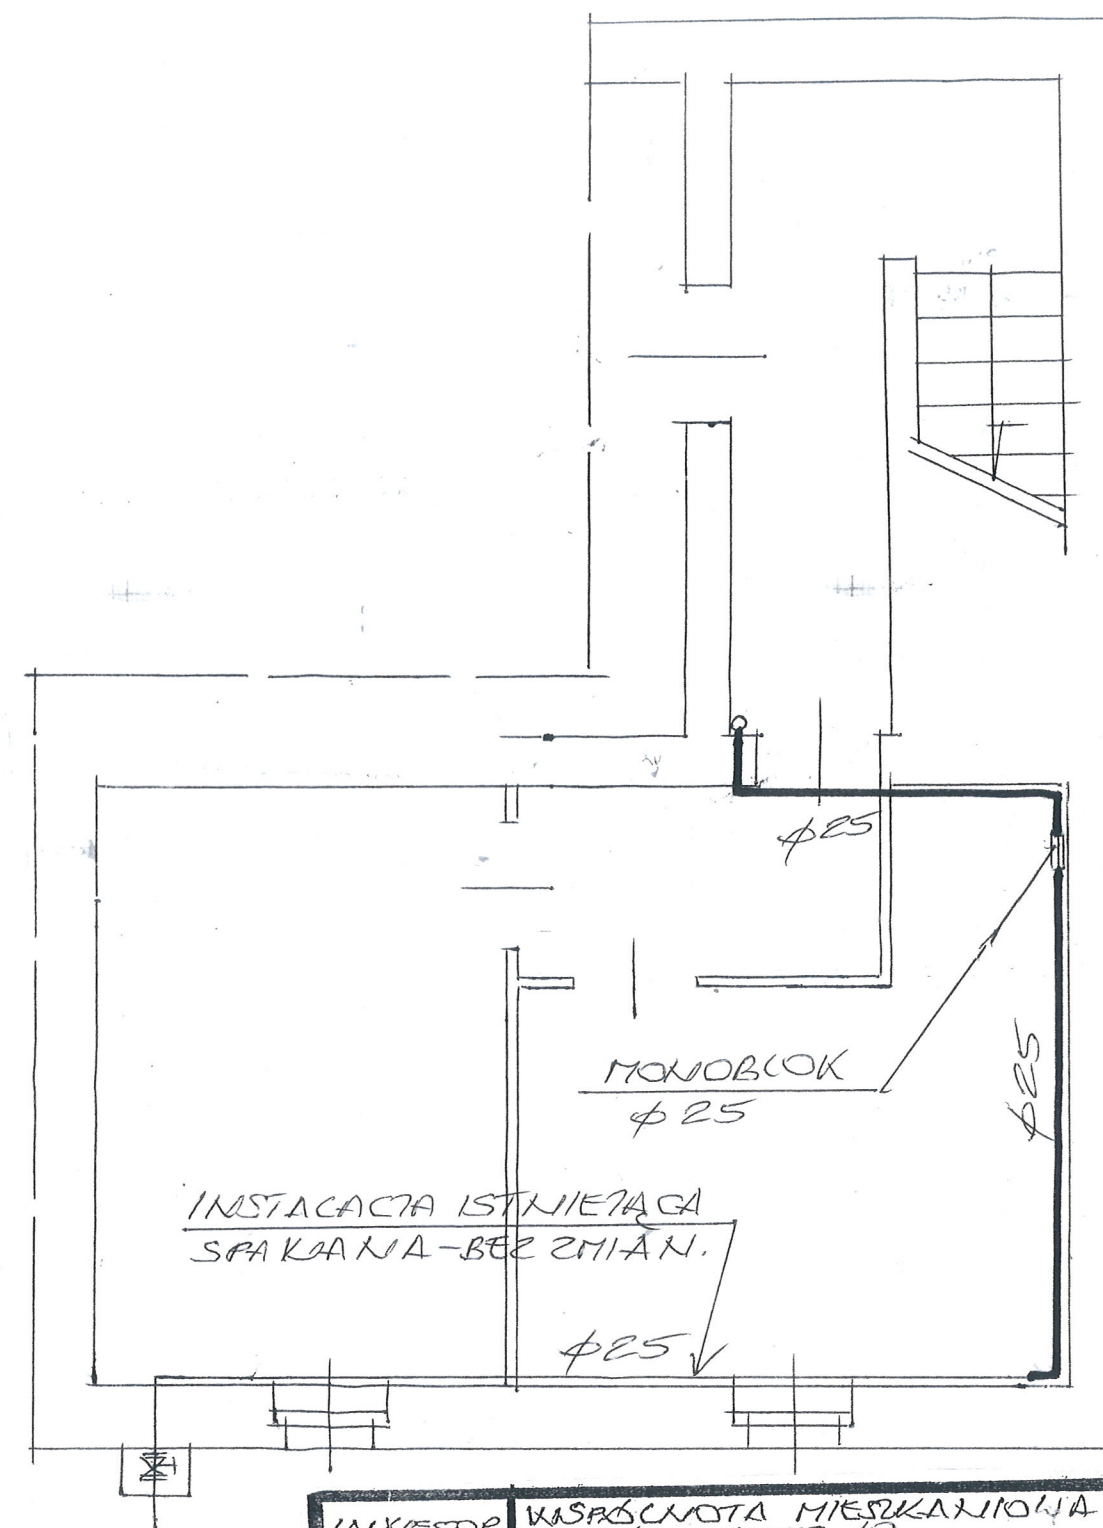 φ25
MONOBLOK
φ25
φ25
INSTALACJA ISTNIEJĄCA
SPAWANA-BEZ ZMIAN.
φ25
INWESTOR
WSPÓLNOTA MIESZKANIOWA